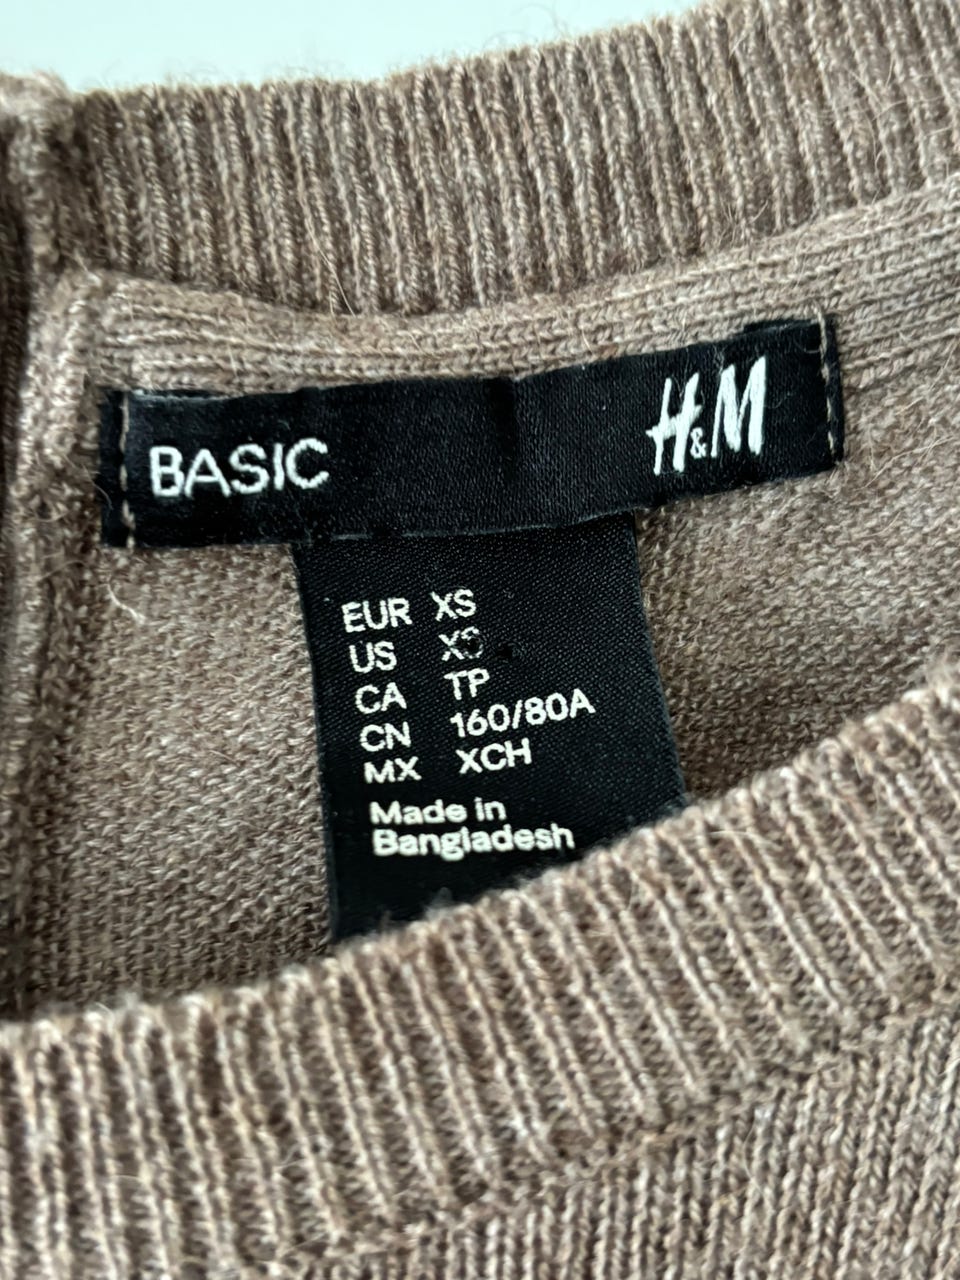 BASIC H&M
EUR XS
US XS
CA TP
CN 160/80A
MX XCH
Made in
Bangladesh